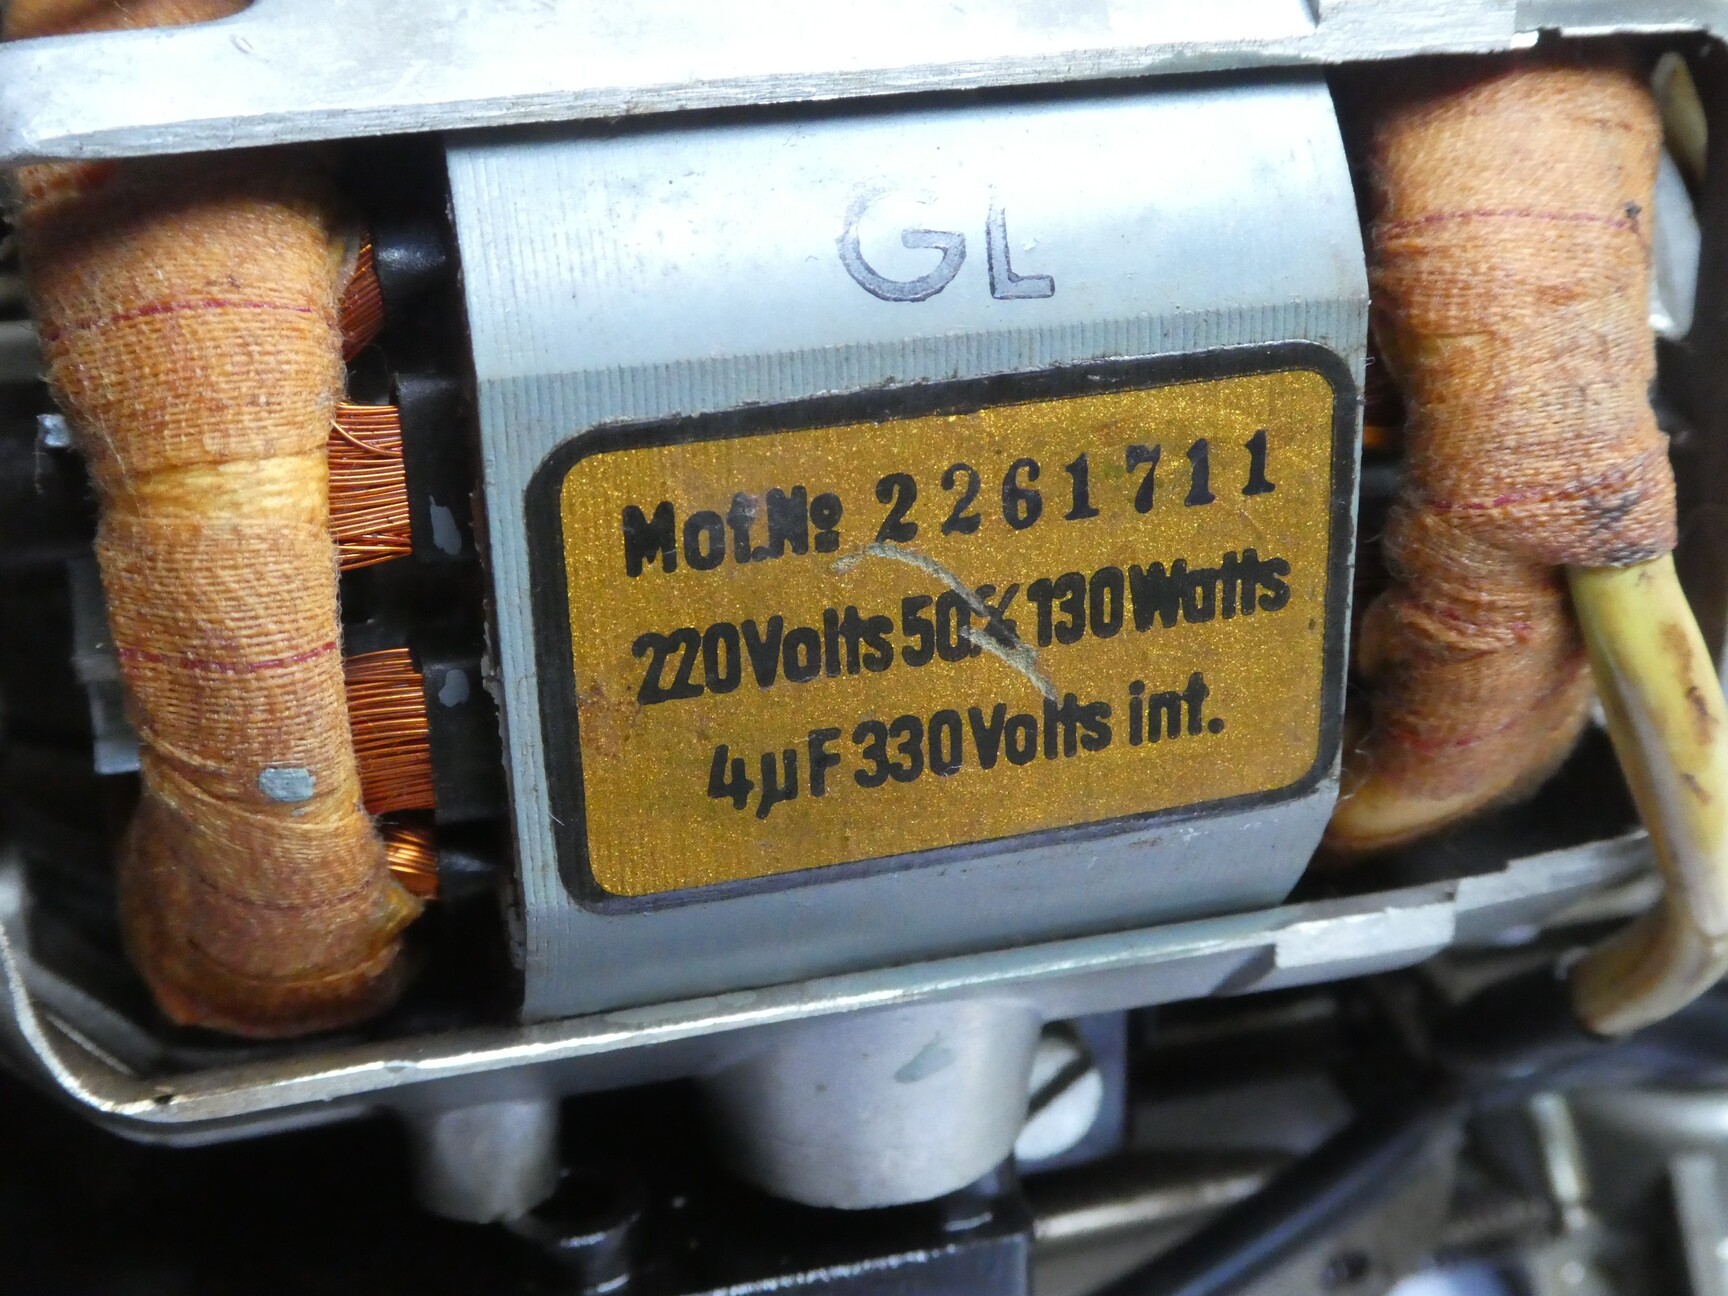 GL
Mot.No 2261711
220Volts 50 130Watts
4µF 330Volts int.